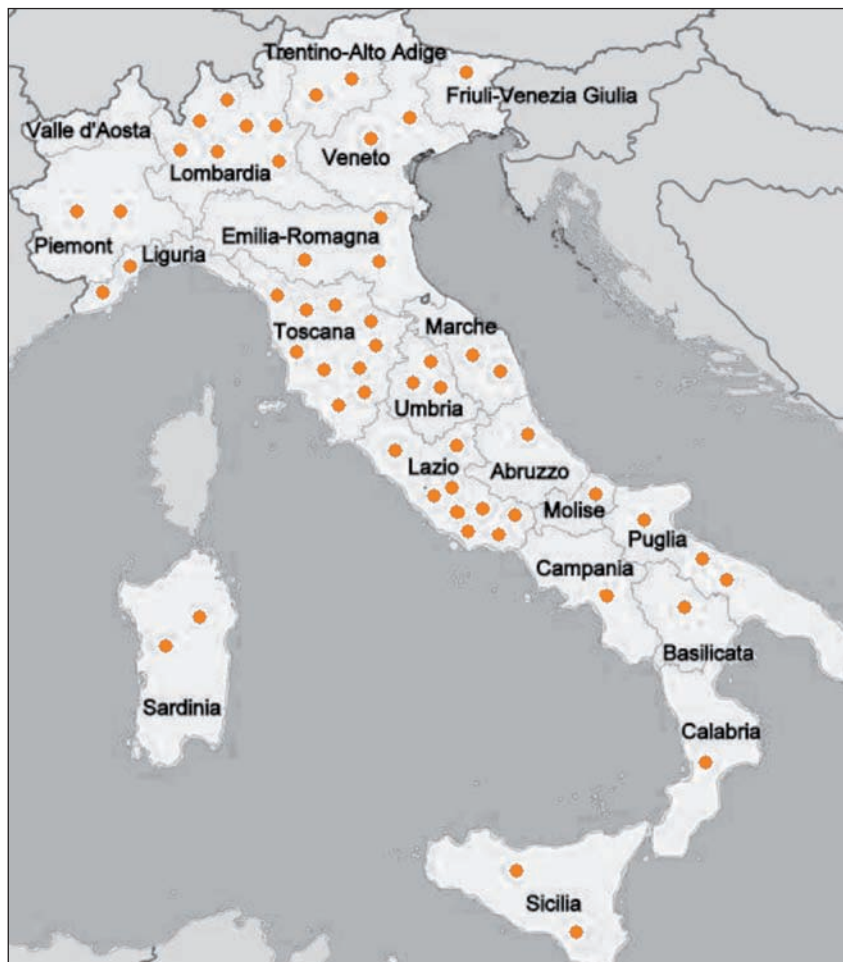 Trentino-Alto Adige
Friuli-Venezia Giulia
Valle d'Aosta
Lombardia
Veneto
Piemont
Liguria
Emilia-Romagna
Toscana
Marche
Umbria
Lazio
Abruzzo
Molise
Puglia
Campania
Basilicata
Sardinia
Calabria
Sicilia